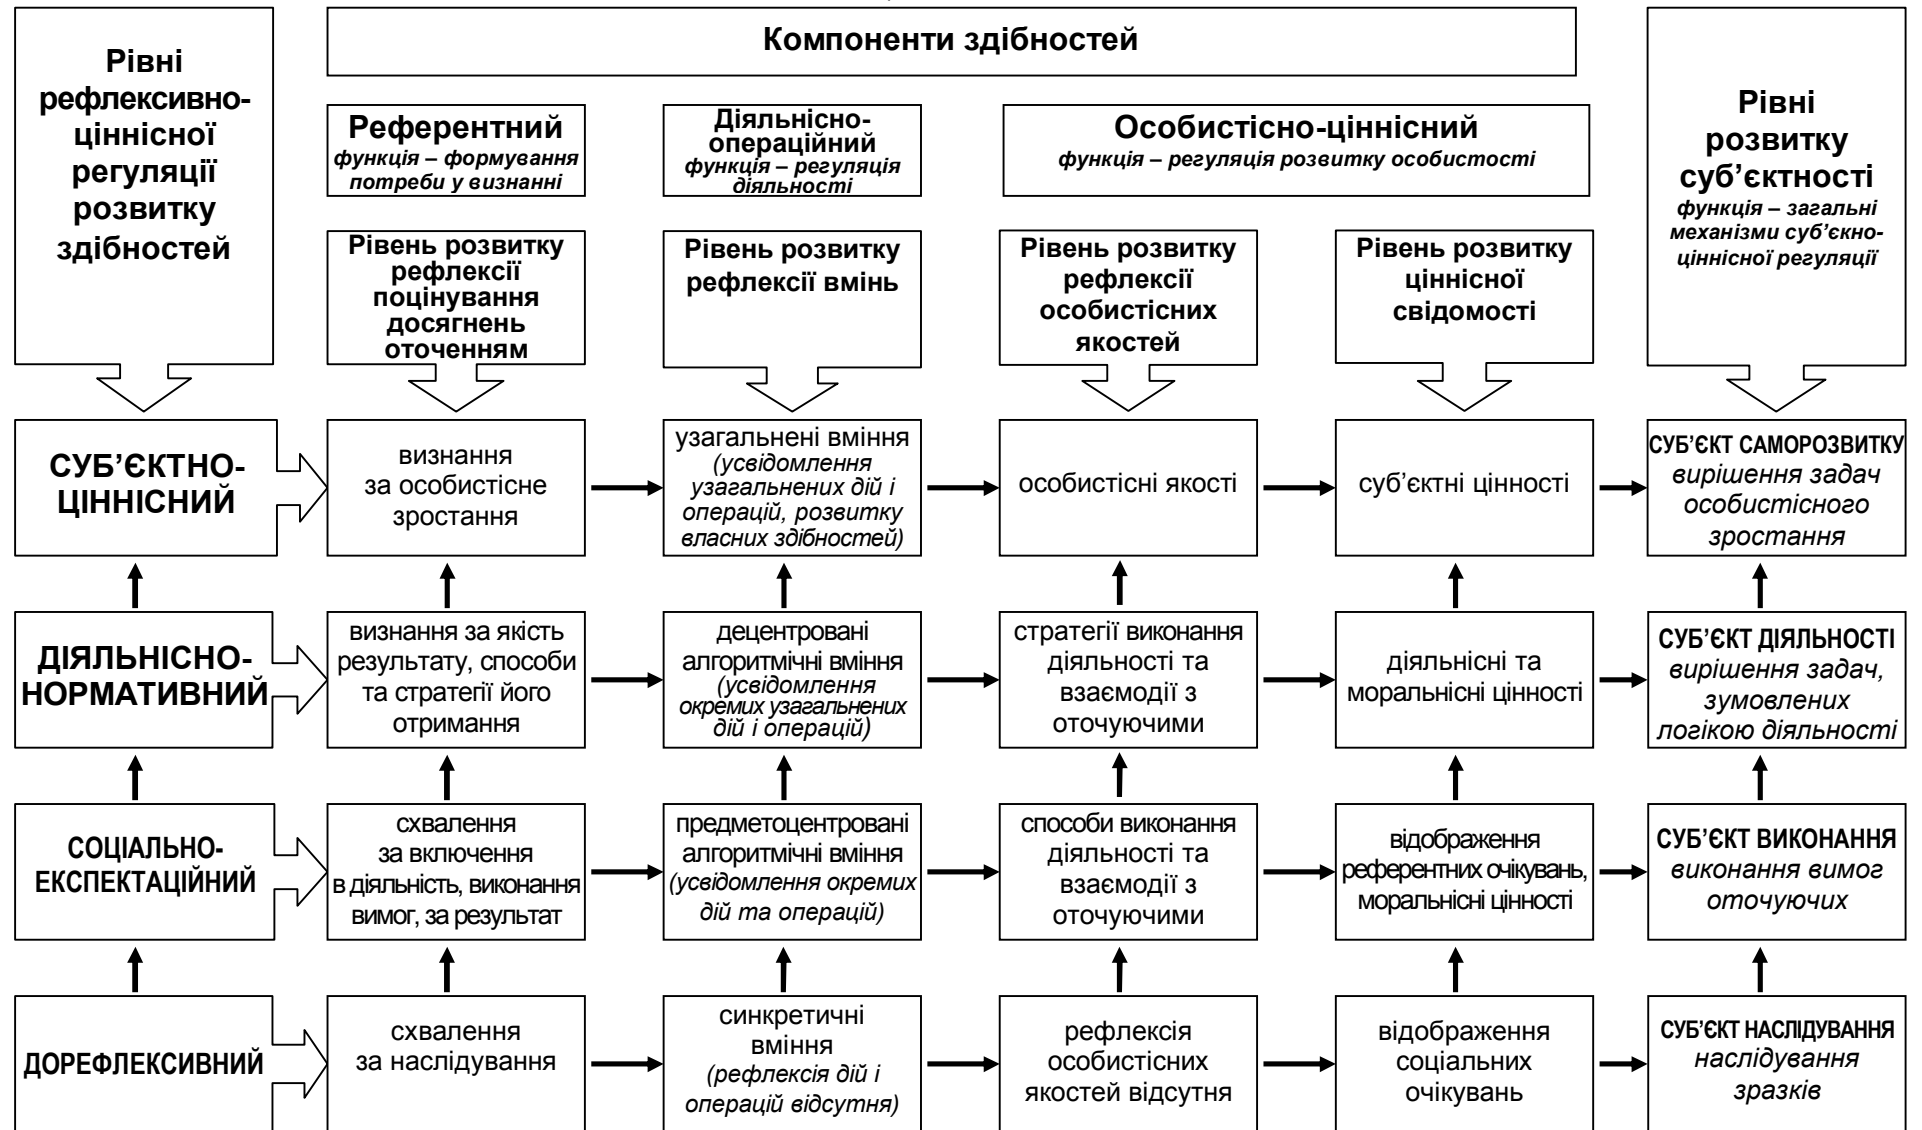 Рівні
рефлексивно-
ціннісної
регуляції
розвитку
здібностей
Компоненти здібностей
Референтний
функція – формування
потреби у визнанні
Діяльнісно-
операційний
функція – регуляція
діяльності
Особистісно-ціннісний
функція – регуляція розвитку особистості
Рівні
розвитку
суб’єктності
функція – загальні
механізми суб’єкно-
ціннісної регуляції
Рівень розвитку
рефлексії
поцінування
досягнень
оточенням
Рівень розвитку
рефлексії вмінь
Рівень розвитку
рефлексії
особистісних
якостей
Рівень розвитку
ціннісної
свідомості
СУБ’ЄКТНО-
ЦІННІСНИЙ
визнання
за особистісне
зростання
узагальнені вміння
(усвідомлення
узагальнених дій і
операцій, розвитку
власних здібностей)
особистісні якості
суб’єктні цінності
СУБ’ЄКТ САМОРОЗВИТКУ
вирішення задач
особистісного
зростання
ДІЯЛЬНІСНО-
НОРМАТИВНИЙ
визнання за якість
результату, способи
та стратегії його
отримання
децентровані
алгоритмічні вміння
(усвідомлення
окремих узагальнених
дій і операцій)
стратегії виконання
діяльності та
взаємодії з
оточуючими
діяльнісні та
моральнісні цінності
СУБ’ЄКТ ДІЯЛЬНОСТІ
вирішення задач,
зумовлених
логікою діяльності
СОЦІАЛЬНО-
ЕКСПЕКТАЦІЙНИЙ
схвалення
за включення
в діяльність, виконання
вимог, за результат
предметоцентровані
алгоритмічні вміння
(усвідомлення окремих
дій та операцій)
способи виконання
діяльності та
взаємодії з
оточуючими
відображення
референтних очікувань,
моральнісні цінності
СУБ’ЄКТ ВИКОНАННЯ
виконання вимог
оточуючих
ДОРЕФЛЕКСИВНИЙ
схвалення
за наслідування
синкретичні
вміння
(рефлексія дій і
операцій відсутня)
рефлексія
особистісних
якостей відсутня
відображення
соціальних
очікувань
СУБ’ЄКТ НАСЛІДУВАННЯ
наслідування
зразків